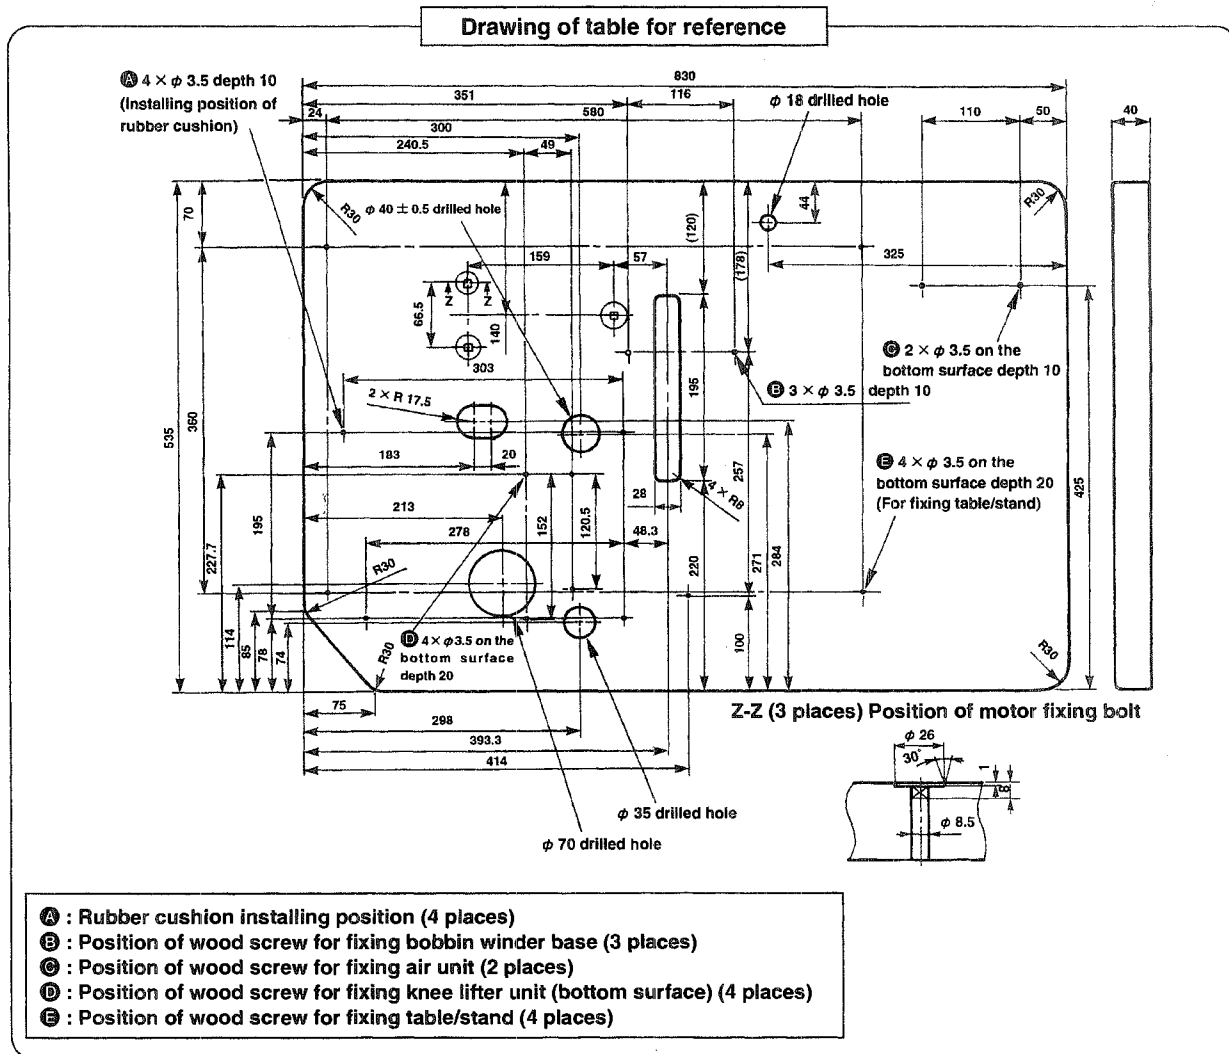 Drawing of table for reference
Ⓐ 4 × φ 3.5 depth 10
(Installing position of
rubber cushion)
830
351
116
φ 18 drilled hole
24
580
110
50
40
300
240.5
49
70
R30
φ 40 ± 0.5 drilled hole
(120)
(178)
44
R30
159
57
325
Z
Z
66.5
140
303
195
Ⓒ 2 × φ 3.5 on the
bottom surface depth 10
Ⓑ 3 × φ 3.5 depth 10
2 × R 17.5
535
360
183
20
257
Ⓔ 4 × φ 3.5 on the
bottom surface depth 20
(For fixing table/stand)
425
28
4 × R8
213
195
227.7
278
152
120.5
48.3
220
271
284
R30
114
85
78
74
R30
Ⓓ 4 × φ3.5 on the
bottom surface
depth 20
100
R30
75
298
393.3
414
Z-Z (3 places) Position of motor fixing bolt
φ 26
30°
1
8
φ 8.5
φ 35 drilled hole
φ 70 drilled hole
Ⓐ : Rubber cushion installing position (4 places)
Ⓑ : Position of wood screw for fixing bobbin winder base (3 places)
Ⓒ : Position of wood screw for fixing air unit (2 places)
Ⓓ : Position of wood screw for fixing knee lifter unit (bottom surface) (4 places)
Ⓔ : Position of wood screw for fixing table/stand (4 places)